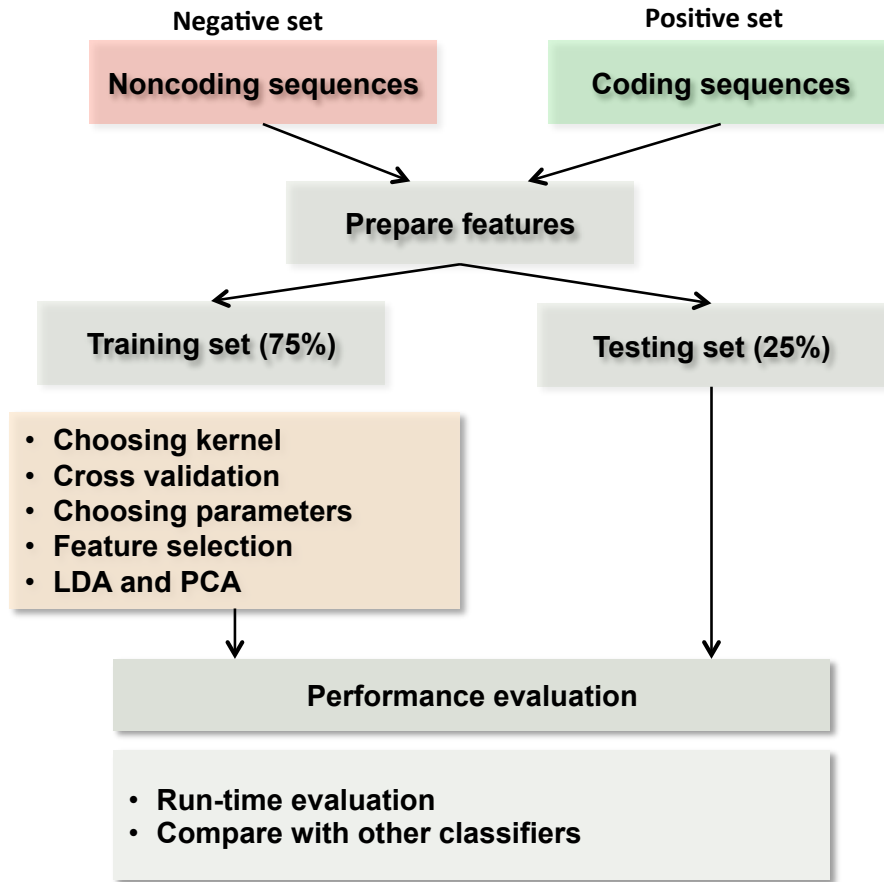 Negative set
Positive set
Noncoding sequences
Coding sequences
Prepare features
Training set (75%)
Testing set (25%)
• Choosing kernel
• Cross validation
• Choosing parameters
• Feature selection
• LDA and PCA
Performance evaluation
• Run-time evaluation
• Compare with other classifiers